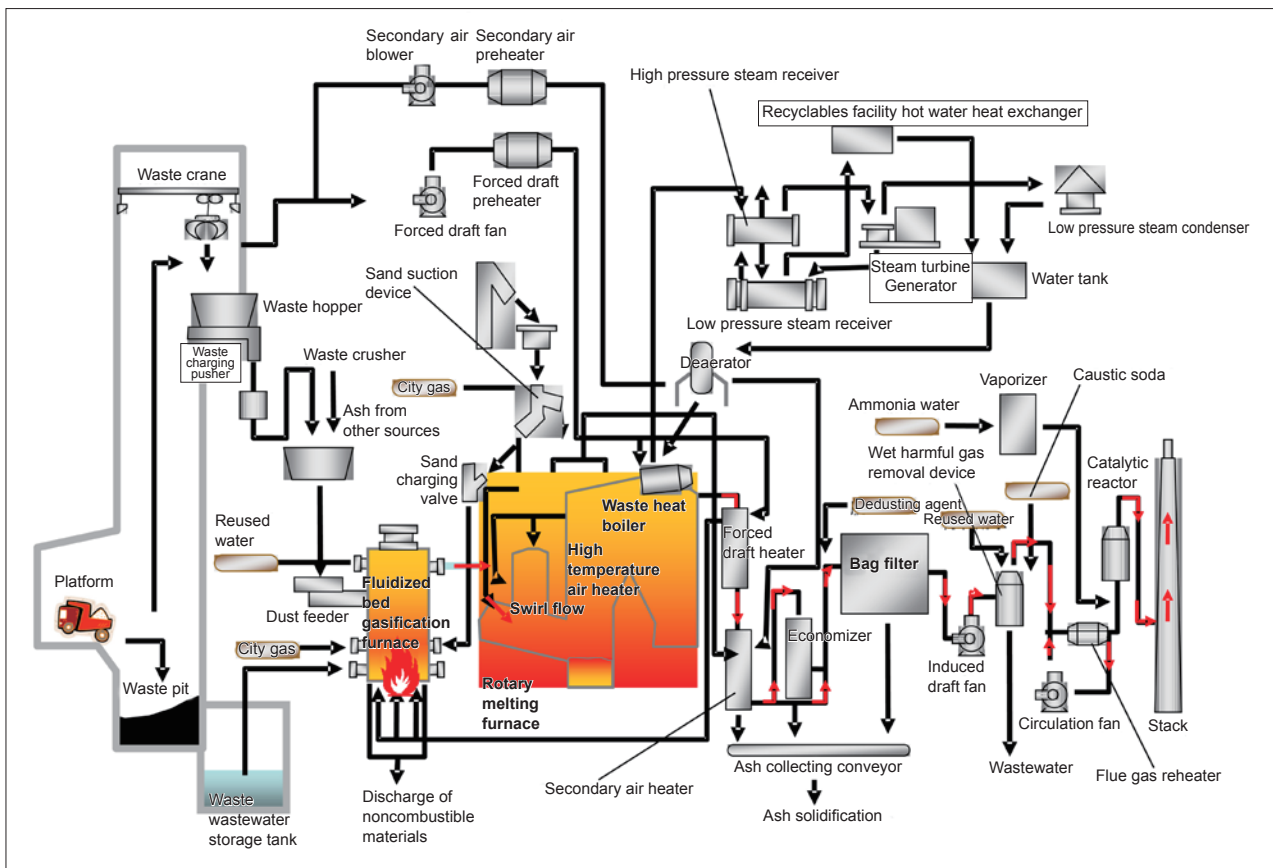 Secondary air
blower
Secondary air
preheater
High pressure steam receiver
Recyclables facility hot water heat exchanger
Waste crane
Forced draft
preheater
Forced draft fan
Low pressure steam condenser
Sand suction
device
Steam turbine
Generator
Water tank
Waste hopper
Low pressure steam receiver
Waste
charging
pusher
Waste crusher
Deaerator
City gas
Vaporizer
Caustic soda
Ammonia water
Ash from
other sources
Wet harmful gas
removal device
Catalytic
reactor
Sand
charging
valve
Waste heat
boiler
Dedusting agent
Reused water
Reused
water
Forced
draft heater
High
temperature
air heater
Bag filter
Platform
Fluidized
bed
gasification
furnace
Swirl flow
Dust feeder
Economizer
City gas
Induced
draft fan
Waste pit
Rotary
melting
furnace
Circulation fan
Stack
Secondary air heater
Ash collecting conveyor
Wastewater
Flue gas reheater
Waste
wastewater
storage tank
Discharge of
noncombustible
materials
Ash solidification